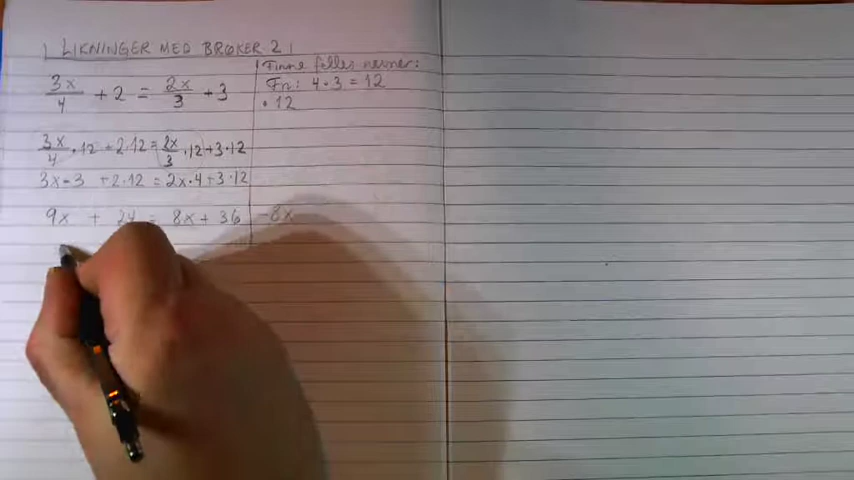 LIKNINGER MED BRØKER 2
Finne felles nevner:
3x/4 + 2 = 2x/3 + 3
Fn: 4 · 3 = 12
· 12
3x/4 · 12 + 2 · 12 = 2x/3 · 12 + 3 · 12
3x · 3 + 2 · 12 = 2x · 4 + 3 · 12
9x + 24 = 8x + 36 | -8x